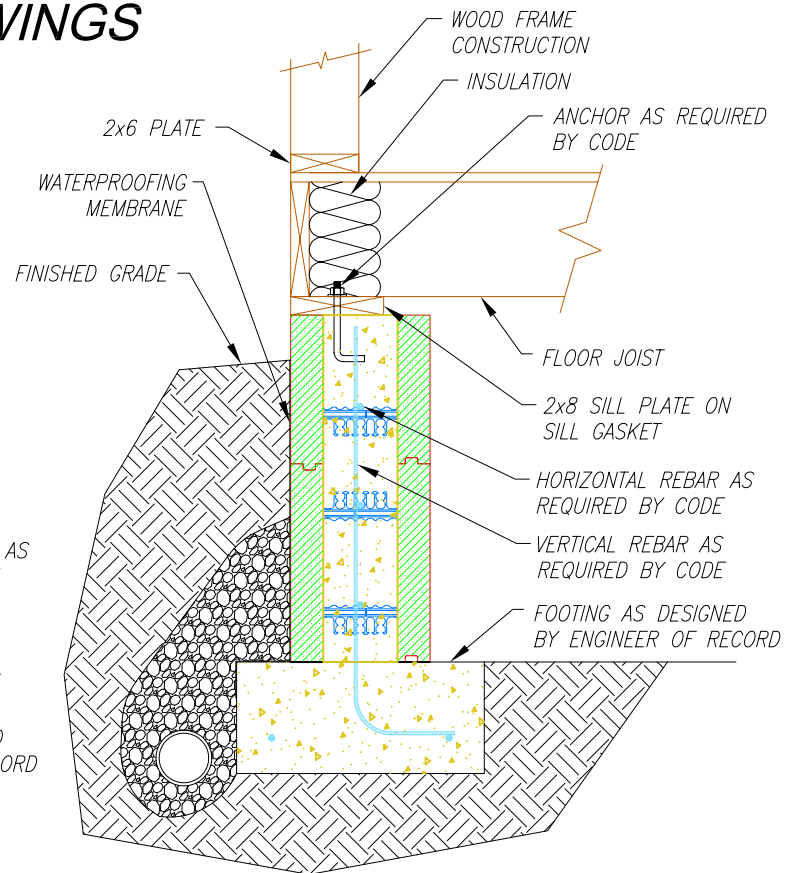 WINGS
WOOD FRAME
CONSTRUCTION
INSULATION
ANCHOR AS REQUIRED
BY CODE
2x6 PLATE
WATERPROOFING
MEMBRANE
FINISHED GRADE
FLOOR JOIST
2x8 SILL PLATE ON
SILL GASKET
HORIZONTAL REBAR AS
REQUIRED BY CODE
VERTICAL REBAR AS
REQUIRED BY CODE
AS
FOOTING AS DESIGNED
BY ENGINEER OF RECORD
ORD